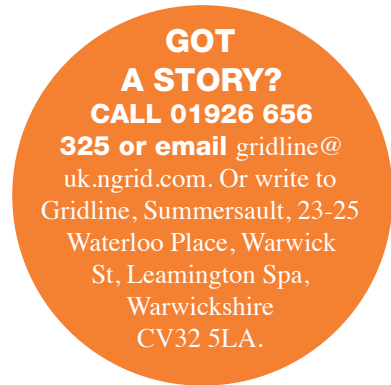 GOT
A STORY?
CALL 01926 656
325 or email gridline@
uk.ngrid.com. Or write to
Gridline, Summersault, 23-25
Waterloo Place, Warwick
St, Leamington Spa,
Warwickshire
CV32 5LA.